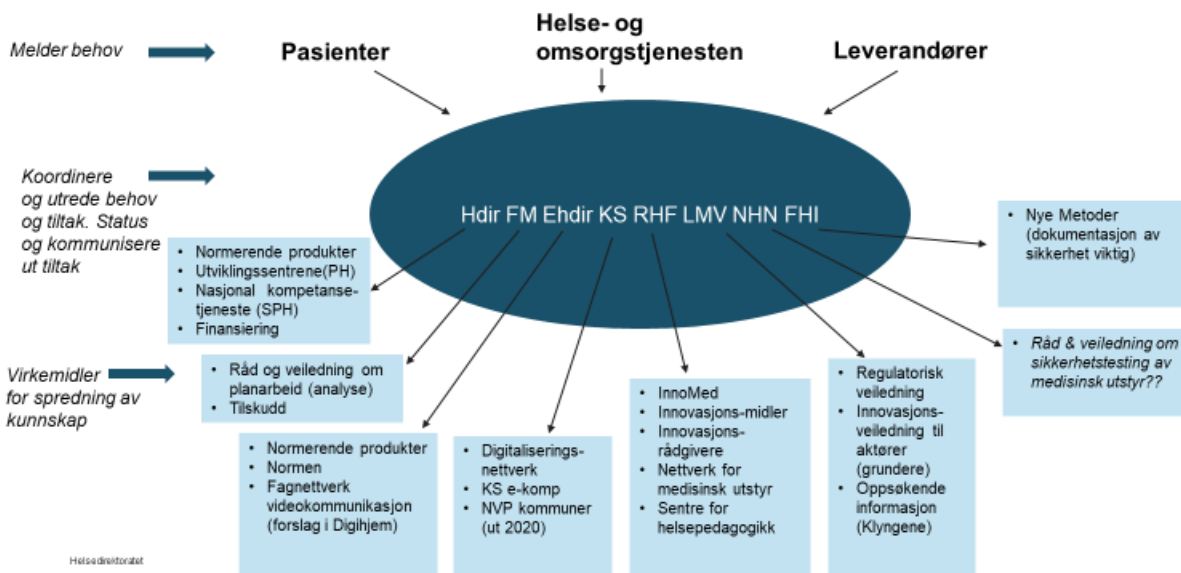 Melder behov
Pasienter
Helse- og
omsorgstjenesten
Leverandører
Koordinere
og utrede behov
og tiltak. Status
og kommunisere
ut tiltak
Hdir FM Ehdir KS RHF LMV NHN FHI
• Normerende produkter
• Utviklingssentrene(PH)
• Nasjonal kompetanse-
tjeneste (SPH)
• Finansiering
• Nye Metoder
(dokumentasjon av
sikkerhet viktig)
Virkemidler
for spredning av
kunnskap
• Råd og veiledning om
planarbeid (analyse)
• Tilskudd
• Normerende produkter
• Normen
• Fagnettverk
videokommunikasjon
(forslag i Digihjem)
• Digitaliserings-
nettverk
• KS e-komp
• NVP kommuner
(ut 2020)
• InnoMed
• Innovasjons-midler
• Innovasjons-
rådgivere
• Nettverk for
medisinsk utstyr
• Sentre for
helsepedagogikk
• Regulatorisk
veiledning
• Innovasjons-
veiledning til
aktører
(grundere)
• Oppsøkende
informasjon
(Klyngene)
• Råd & veiledning om
sikkerhetstesting av
medisinsk utstyr??
Helsedirektoratet